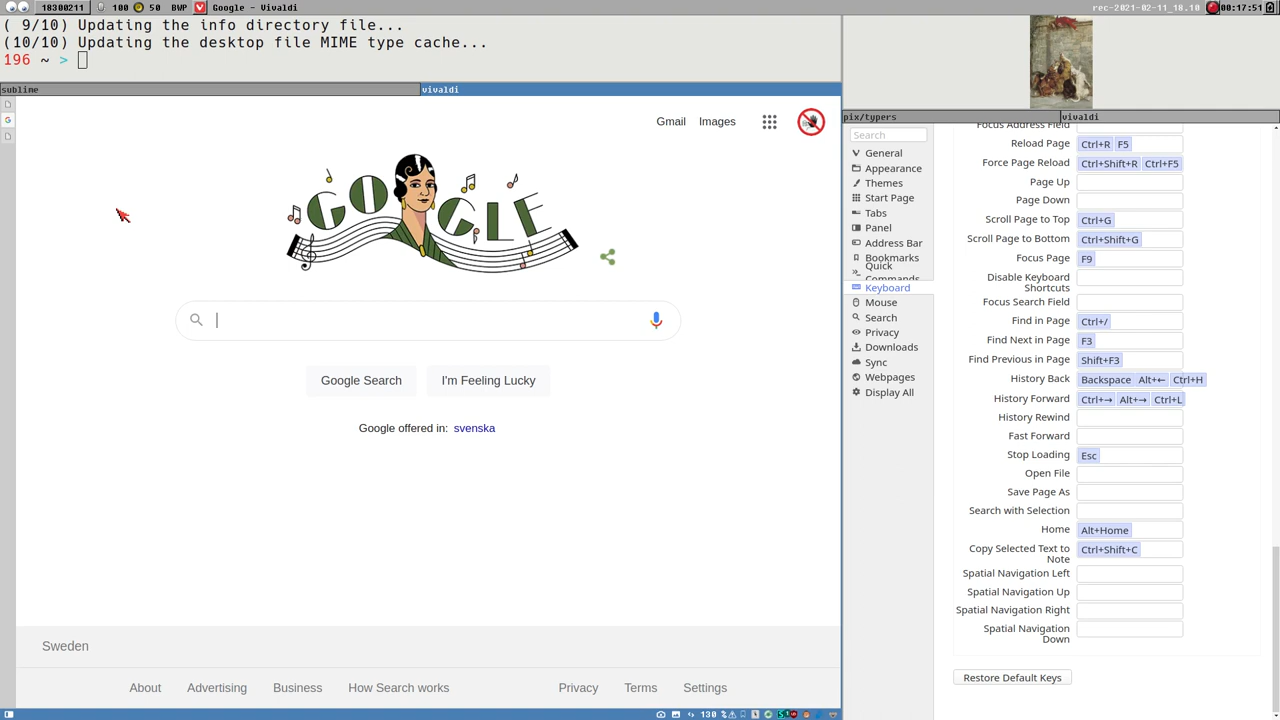 18300211 100 50 BWP Google - Vivaldi
rec-2021-02-11_18.10 00:17:51
( 9/10) Updating the info directory file...
(10/10) Updating the desktop file MIME type cache...
196 ~ >
sublime
vivaldi
Gmail Images
GOOGLE
Google Search
I'm Feeling Lucky
Google offered in: svenska
Sweden
About Advertising Business How Search works Privacy Terms Settings
130 %
pix/typers
vivaldi
Search
General
Appearance
Themes
Start Page
Tabs
Panel
Address Bar
Bookmarks
Quick
Commands
Keyboard
Mouse
Search
Privacy
Downloads
Sync
Webpages
Display All
Focus Address Field
Reload Page Ctrl+R F5
Force Page Reload Ctrl+Shift+R Ctrl+F5
Page Up
Page Down
Scroll Page to Top Ctrl+G
Scroll Page to Bottom Ctrl+Shift+G
Focus Page F9
Disable Keyboard
Shortcuts
Focus Search Field
Find in Page Ctrl+/
Find Next in Page F3
Find Previous in Page Shift+F3
History Back Backspace Alt+← Ctrl+H
History Forward Ctrl+→ Alt+→ Ctrl+L
History Rewind
Fast Forward
Stop Loading Esc
Open File
Save Page As
Search with Selection
Home Alt+Home
Copy Selected Text to
Note Ctrl+Shift+C
Spatial Navigation Left
Spatial Navigation Up
Spatial Navigation Right
Spatial Navigation
Down
Restore Default Keys